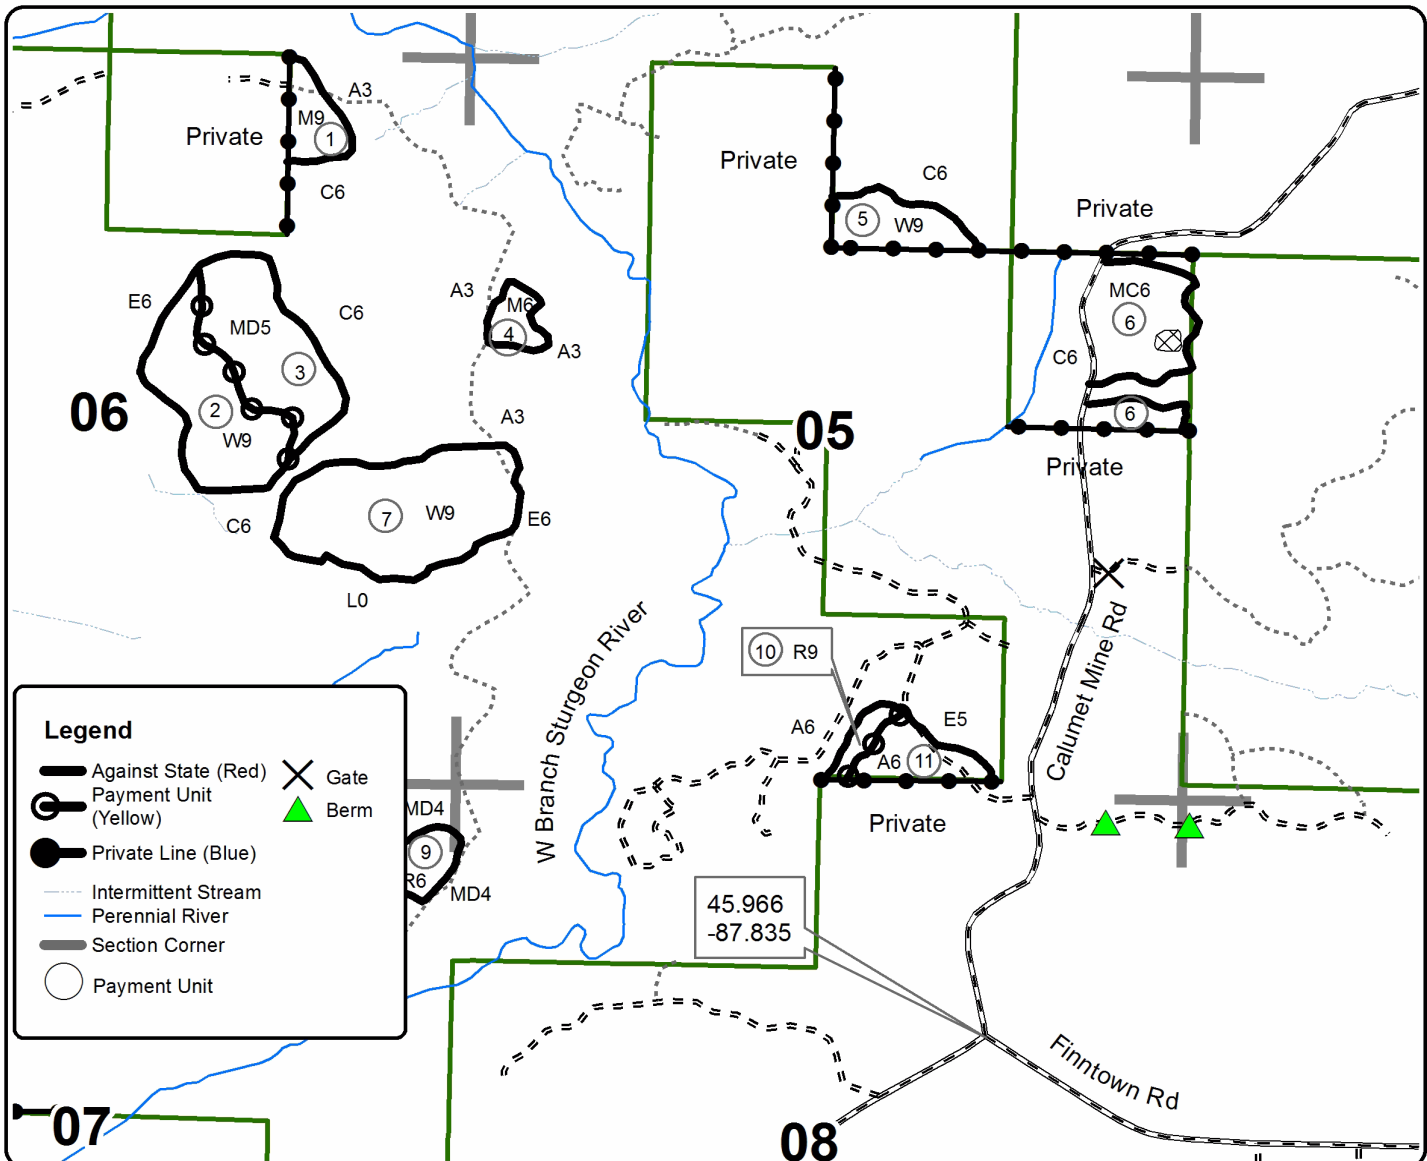 A3
M9
1
Private
C6
Private
C6
5
W9
Private
E6
MD5
C6
3
06
2
W9
A3
M6
4
A3
A3
MC6
6
C6
6
05
Private
7
W9
C6
E6
L0
W Branch Sturgeon River
Calumet Mine Rd
10 R9
A6
E5
A6
11
Private
Legend
Against State (Red)
Payment Unit
(Yellow)
Private Line (Blue)
Intermittent Stream
Perennial River
Section Corner
Payment Unit
Gate
Berm
MD4
9
R6
MD4
45.966
-87.835
Finntown Rd
07
08